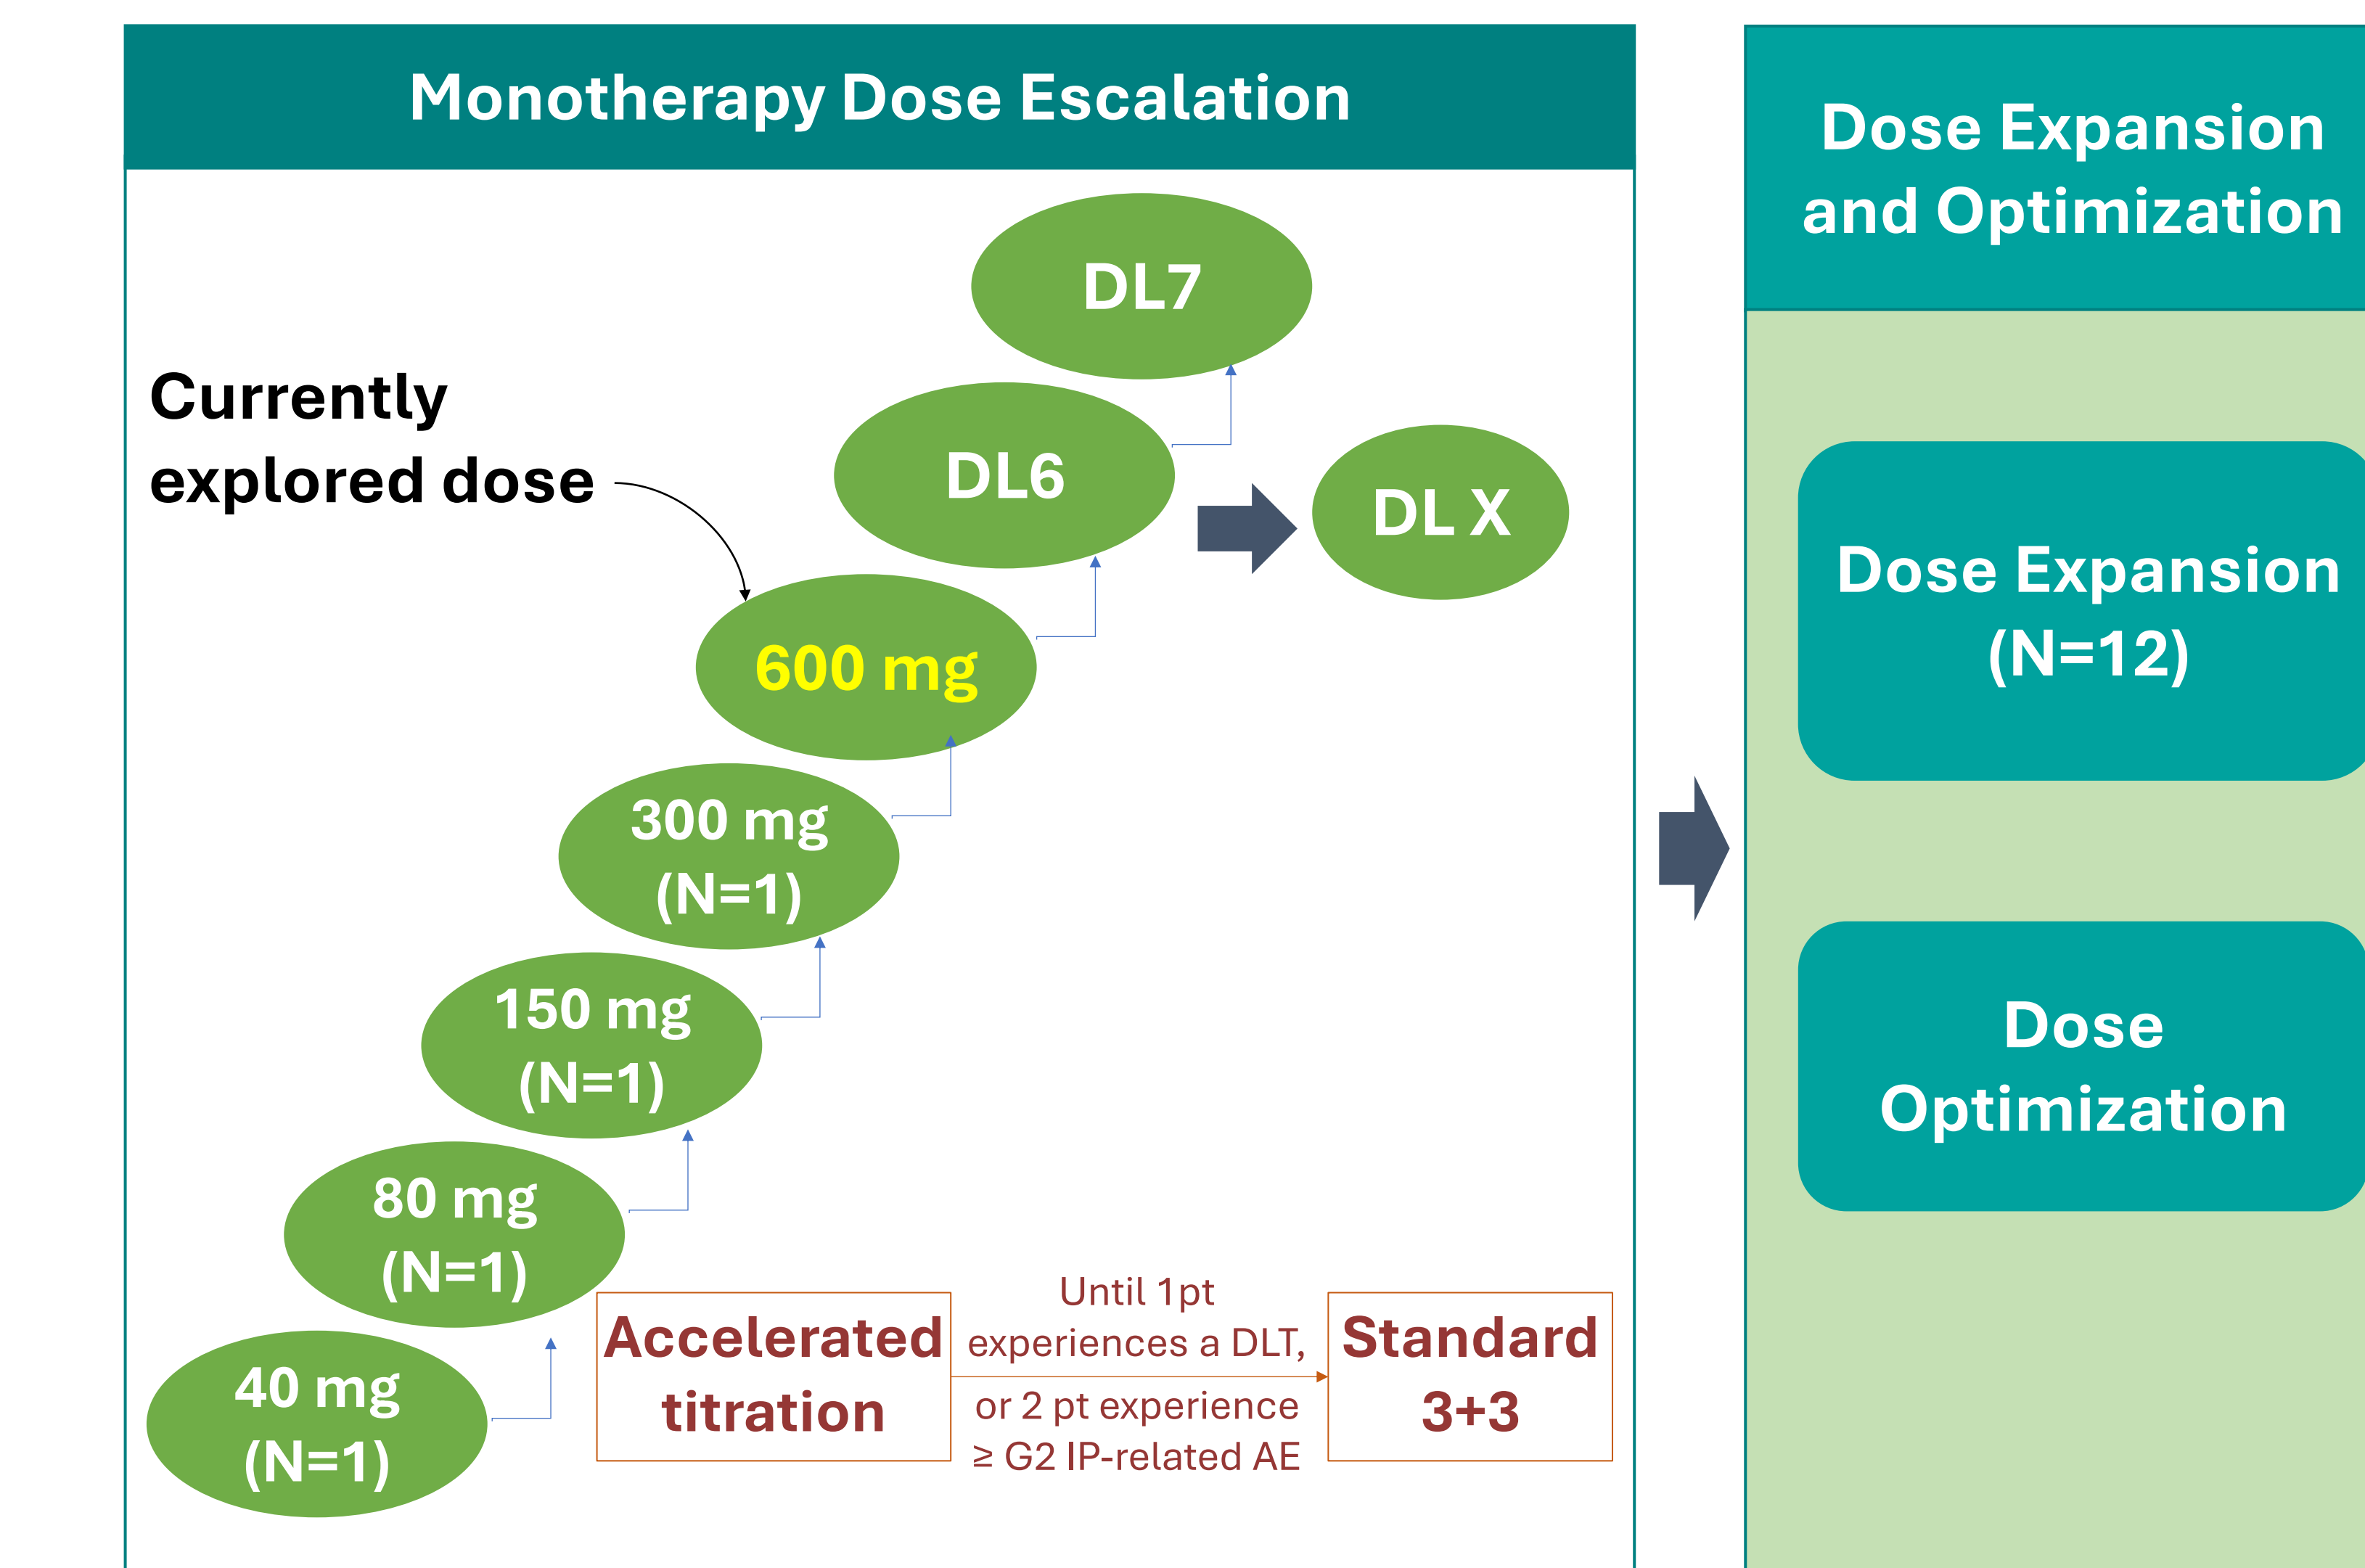 Monotherapy Dose Escalation
DL7
Currently
explored dose
DL6
DL X
600 mg
300 mg
(N=1)
150 mg
(N=1)
80 mg
(N=1)
40 mg
(N=1)
Accelerated
titration
Until 1pt
experiences a DLT,
or 2 pt experience
≥ G2 IP-related AE
Standard
3+3
Dose Expansion
and Optimization
Dose Expansion
(N=12)
Dose
Optimization